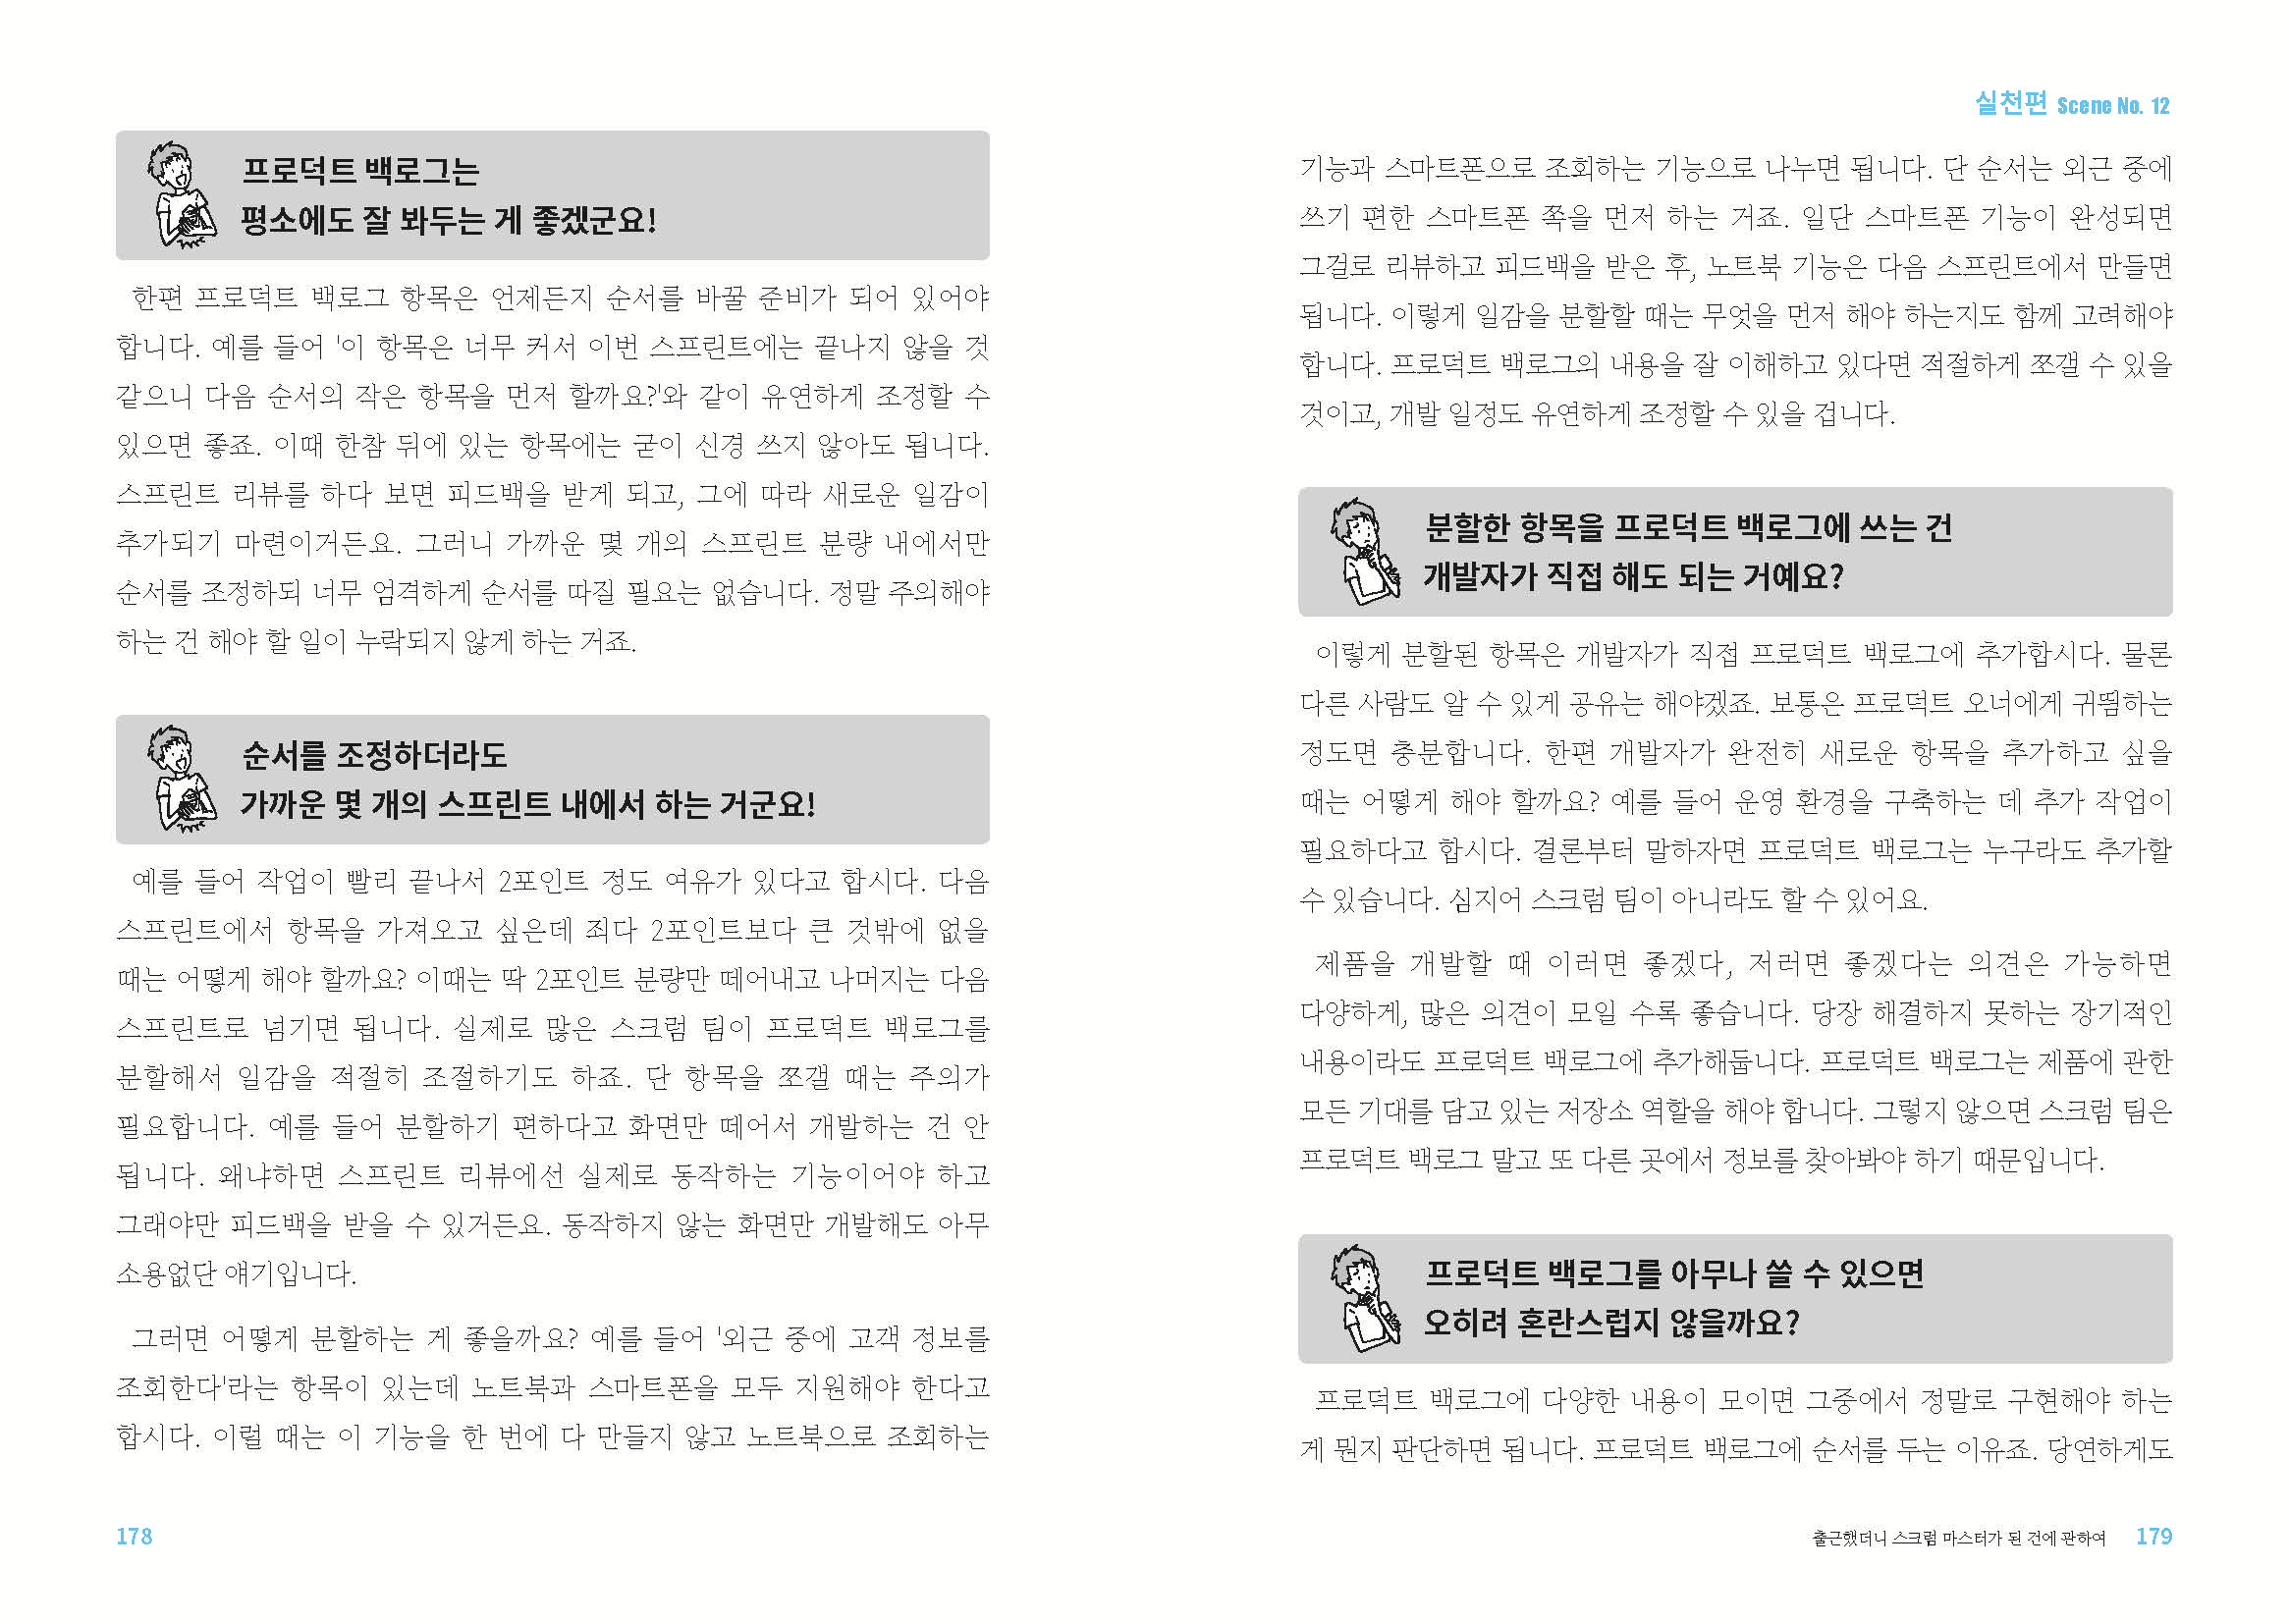 프로덕트 백로그는
평소에도 잘 봐두는 게 좋겠군요!
한편 프로덕트 백로그 항목은 언제든지 순서를 바꿀 준비가 되어 있어야
합니다. 예를 들어 '이 항목은 너무 커서 이번 스프린트에는 끝나지 않을 것
같으니 다음 순서의 작은 항목을 먼저 할까요?'와 같이 유연하게 조정할 수
있으면 좋죠. 이때 한참 뒤에 있는 항목에는 굳이 신경 쓰지 않아도 됩니다.
스프린트 리뷰를 하다 보면 피드백을 받게 되고, 그에 따라 새로운 일감이
추가되기 마련이거든요. 그러니 가까운 몇 개의 스프린트 분량 내에서만
순서를 조정하되 너무 엄격하게 순서를 따질 필요는 없습니다. 정말 주의해야
하는 건 해야 할 일이 누락되지 않게 하는 거죠.
순서를 조정하더라도
가까운 몇 개의 스프린트 내에서 하는 거군요!
예를 들어 작업이 빨리 끝나서 2포인트 정도 여유가 있다고 합시다. 다음
스프린트에서 항목을 가져오고 싶은데 죄다 2포인트보다 큰 것밖에 없을
때는 어떻게 해야 할까요? 이때는 딱 2포인트 분량만 떼어내고 나머지는 다음
스프린트로 넘기면 됩니다. 실제로 많은 스크럼 팀이 프로덕트 백로그를
분할해서 일감을 적절히 조절하기도 하죠. 단 항목을 쪼갤 때는 주의가
필요합니다. 예를 들어 분할하기 편하다고 화면만 떼어서 개발하는 건 안
됩니다. 왜냐하면 스프린트 리뷰에선 실제로 동작하는 기능이어야 하고
그래야만 피드백을 받을 수 있거든요. 동작하지 않는 화면만 개발해도 아무
소용없단 얘기입니다.
그러면 어떻게 분할하는 게 좋을까요? 예를 들어 '외근 중에 고객 정보를
조회한다'라는 항목이 있는데 노트북과 스마트폰을 모두 지원해야 한다고
합시다. 이럴 때는 이 기능을 한 번에 다 만들지 않고 노트북으로 조회하는
178
실천편 Scene No. 12
기능과 스마트폰으로 조회하는 기능으로 나누면 됩니다. 단 순서는 외근 중에
쓰기 편한 스마트폰 쪽을 먼저 하는 거죠. 일단 스마트폰 기능이 완성되면
그걸로 리뷰하고 피드백을 받은 후, 노트북 기능은 다음 스프린트에서 만들면
됩니다. 이렇게 일감을 분할할 때는 무엇을 먼저 해야 하는지도 함께 고려해야
합니다. 프로덕트 백로그의 내용을 잘 이해하고 있다면 적절하게 쪼갤 수 있을
것이고, 개발 일정도 유연하게 조정할 수 있을 겁니다.
분할한 항목을 프로덕트 백로그에 쓰는 건
개발자가 직접 해도 되는 거예요?
이렇게 분할된 항목은 개발자가 직접 프로덕트 백로그에 추가합시다. 물론
다른 사람도 알 수 있게 공유는 해야겠죠. 보통은 프로덕트 오너에게 귀띔하는
정도면 충분합니다. 한편 개발자가 완전히 새로운 항목을 추가하고 싶을
때는 어떻게 해야 할까요? 예를 들어 운영 환경을 구축하는 데 추가 작업이
필요하다고 합시다. 결론부터 말하자면 프로덕트 백로그는 누구라도 추가할
수 있습니다. 심지어 스크럼 팀이 아니라도 할 수 있어요.
제품을 개발할 때 이러면 좋겠다, 저러면 좋겠다는 의견은 가능하면
다양하게, 많은 의견이 모일 수록 좋습니다. 당장 해결하지 못하는 장기적인
내용이라도 프로덕트 백로그에 추가해둡니다. 프로덕트 백로그는 제품에 관한
모든 기대를 담고 있는 저장소 역할을 해야 합니다. 그렇지 않으면 스크럼 팀은
프로덕트 백로그 말고 또 다른 곳에서 정보를 찾아봐야 하기 때문입니다.
프로덕트 백로그를 아무나 쓸 수 있으면
오히려 혼란스럽지 않을까요?
프로덕트 백로그에 다양한 내용이 모이면 그중에서 정말로 구현해야 하는
게 뭔지 판단하면 됩니다. 프로덕트 백로그에 순서를 두는 이유죠. 당연하게도
출근했더니 스크럼 마스터가 된 건에 관하여 179